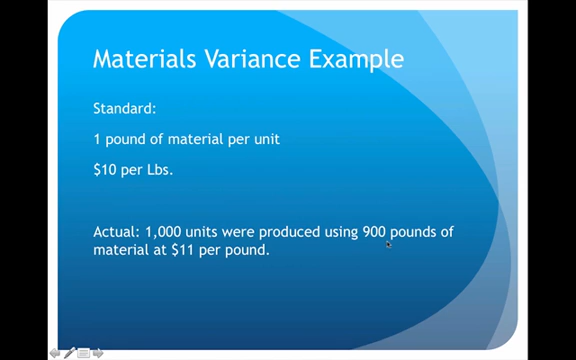 Materials Variance Example
Standard:
1 pound of material per unit
$10 per Lbs.
Actual: 1,000 units were produced using 900 pounds of
material at $11 per pound.